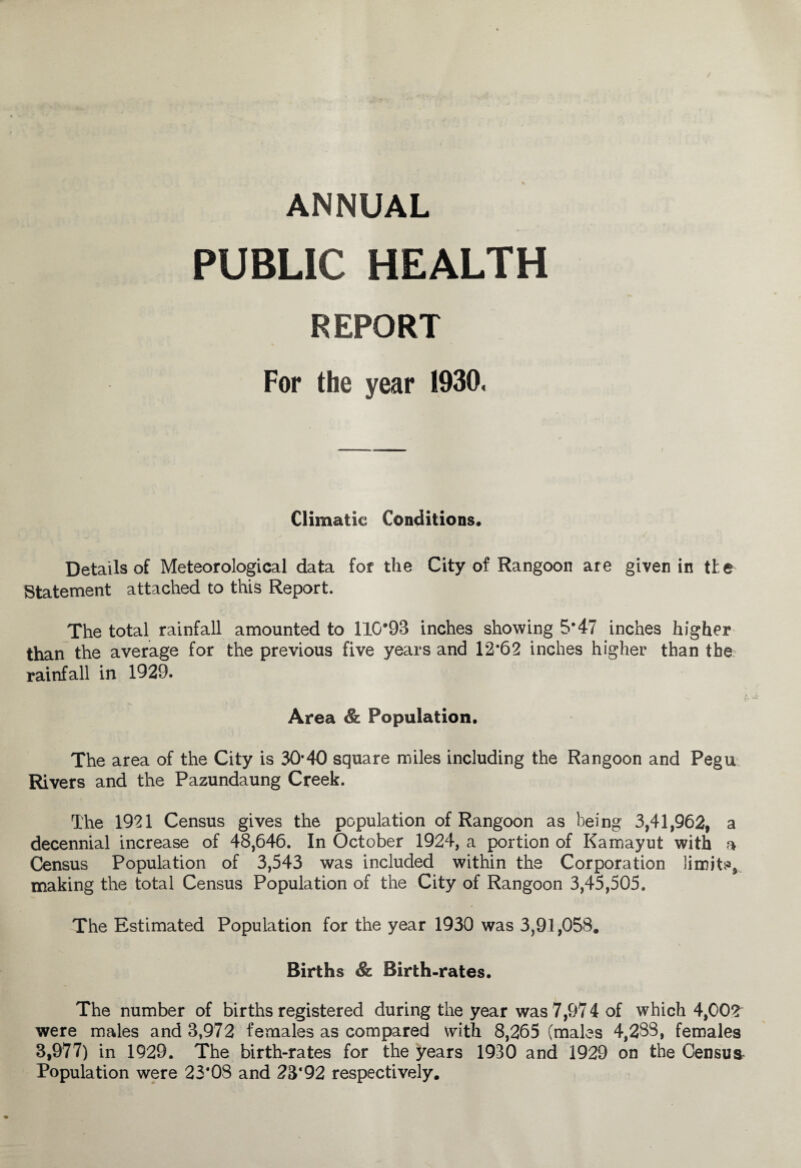 ANNUAL
PUBLIC HEALTH
REPORT
For the year 1930.
Climatic Conditions.
Details of Meteorological data for the City of Rangoon are given in the
Statement attached to this Report.
The total rainfall amounted to 110·93 inches showing 5·47 inches higher
than the average for the previous five years and 12·62 inches higher than the
rainfall in 1929.
Area & Population.
The area of the City is 30·40 square miles including the Rangoon and Pegu
Rivers and the Pazundaung Creek.
The 1921 Census gives the population of Rangoon as being 3,41,962, a
decennial increase of 48,646. In October 1924, a portion of Kamayut with a
Census Population of 3,543 was included within the Corporation limits,
making the total Census Population of the City of Rangoon 3,45,505.
The Estimated Population for the year 1930 was 3,91,058.
Births & Birth-rates.
The number of births registered during the year was 7,974 of which 4,002
were males and 3,972 females as compared with 8,265 (males 4,288, females
3,977) in 1929. The birth-rates for the years 1930 and 1929 on the Census
Population were 23·08 and 23·92 respectively.